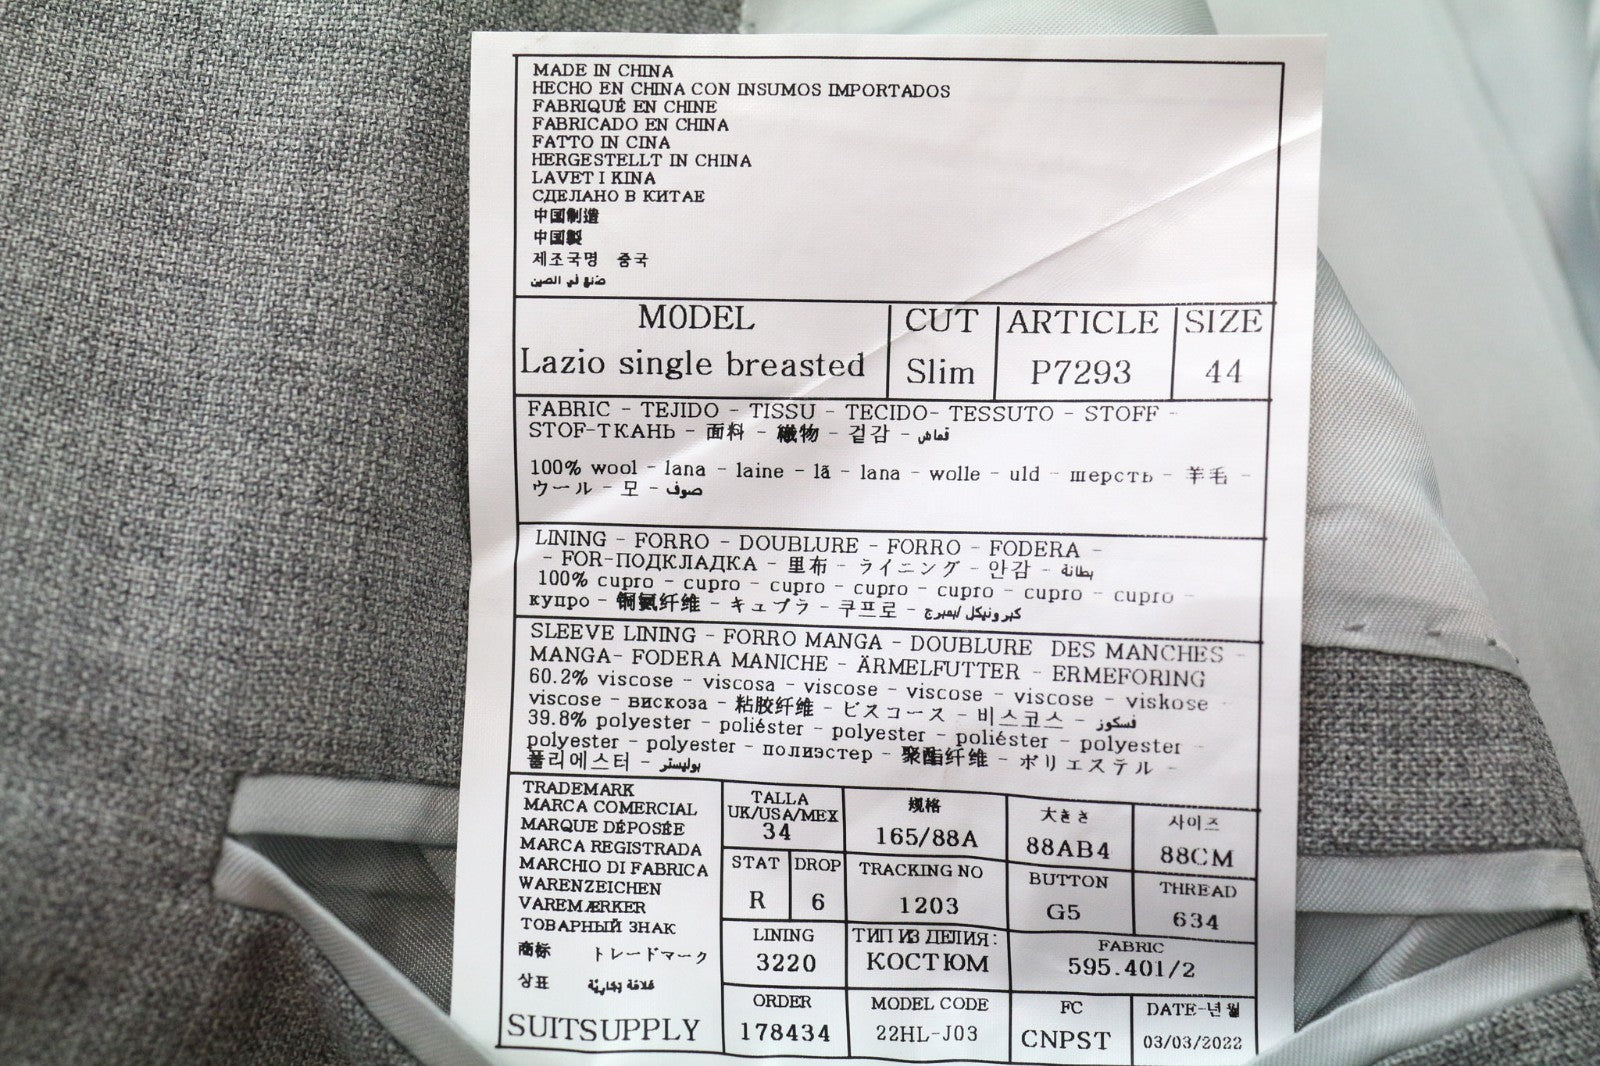 MADE IN CHINA
HECHO EN CHINA CON INSUMOS IMPORTADOS
FABRIQUÉ EN CHINE
FABRICADO EN CHINA
FATTO IN CINA
HERGESTELLT IN CHINA
LAVET I KINA
СДЕЛАНО В КИТАЕ
中国制造
中国製
제조국명 중국
صنع في الصين
MODEL CUT ARTICLE SIZE
Lazio single breasted Slim P7293 44
FABRIC - TEJIDO - TISSU - TECIDO- TESSUTO - STOFF -
STOF-ТКАНЬ - 面料 - 織物 - 겉감 - قماش
100% wool - lana - laine - lã - lana - wolle - uld - шерсть - 羊毛 -
ウール - 모 - صوف
LINING - FORRO - DOUBLURE - FORRO - FODERA -
- FOR-ПОДКЛАДКА - 里布 - ライニング - 안감 - بطانة
100% cupro - cupro - cupro - cupro - cupro - cupro -
купро - 铜氨纤维 - キュプラ - 쿠프로 - كبرونيكل /بمبرج
SLEEVE LINING - FORRO MANGA - DOUBLURE DES MANCHES -
MANGA- FODERA MANICHE - ÄRMELFUTTER - ERMEFORING
60.2% viscose - viscosa - viscose - viscose - viscose - viskose -
viscose - вискоза - 粘胶纤维 - ビスコース - 비스코스 - فسكوز
39.8% polyester - poliéster - polyester - poliéster - polyester -
polyester - polyester - полиэстер - 聚酯纤维 - ポリエステル -
폴리에스터 - بوليستر
TRADEMARK
MARCA COMERCIAL
MARQUE DÉPOSÉE
MARCA REGISTRADA
MARCHIO DI FABRICA
WARENZEICHEN
VAREMÆRKER
ТОВАРНЫЙ ЗНАК
商标 トレードマーク
상표
SUITSUPPLY
TALLA
UK/USA/MEX
34
规格
165/88A
大きさ
88AB4
사이즈
88CM
STAT
R
DROP
6
TRACKING NO
1203
BUTTON
G5
THREAD
634
LINING
3220
ТИП ИЗДЕЛИЯ:
КОСТЮМ
FABRIC
595.401/2
ORDER
178434
MODEL CODE
22HL-J03
FC
CNPST
DATE-년월
03/03/2022